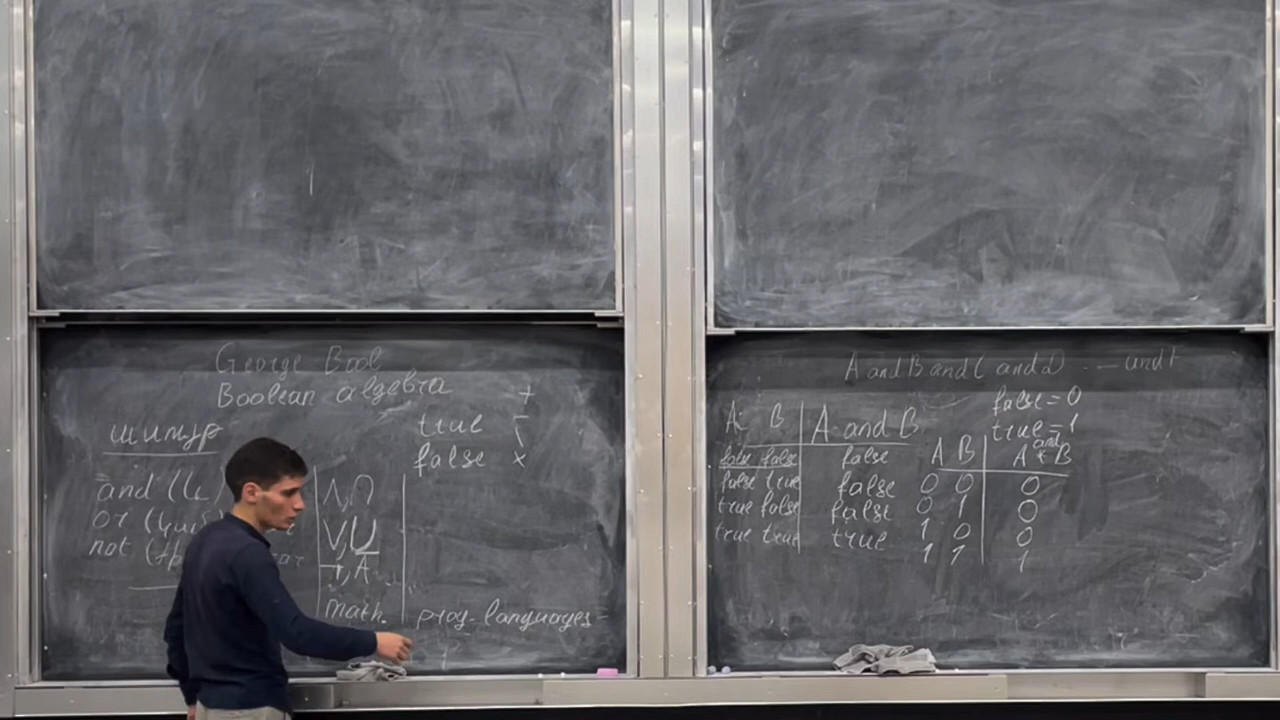 George Bool
Boolean algebra
true
false x
and (
or (
not (
Λ, ∩
V, U
¬, Ā
math. prog. languages
A and B and C and D
false = 0
true = 1
A B A and B
false false false
false true false
true false false
true true true
A B A and B
0 0 0
0 1 0
1 0 0
1 1 1